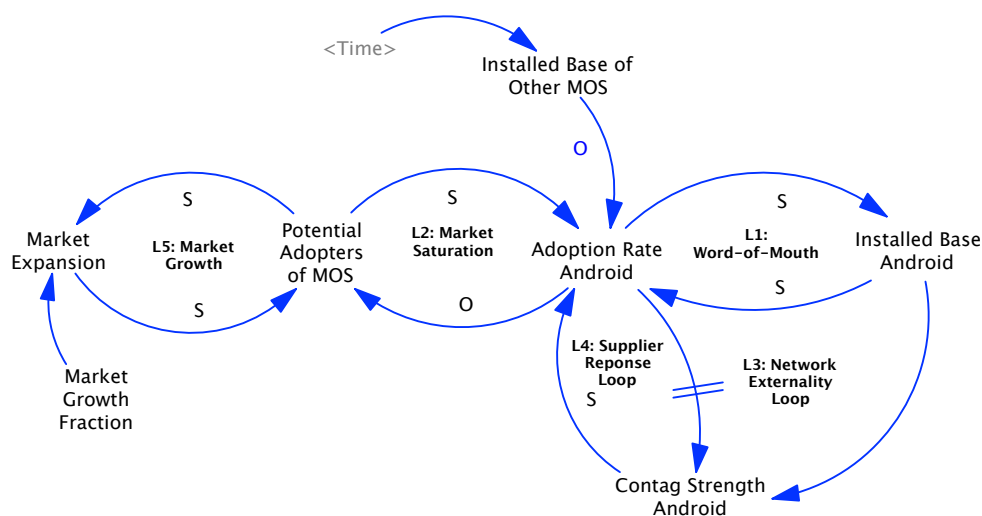 <Time>
Installed Base of
Other MOS
O
S
S
S
Market
Expansion
L5: Market
Growth
Potential
Adopters
of MOS
L2: Market
Saturation
Adoption Rate
Android
L1:
Word-of-Mouth
Installed Base
Android
S
O
S
L4: Supplier
Reponse
Loop
S
L3: Network
Externality
Loop
Market
Growth
Fraction
Contag Strength
Android